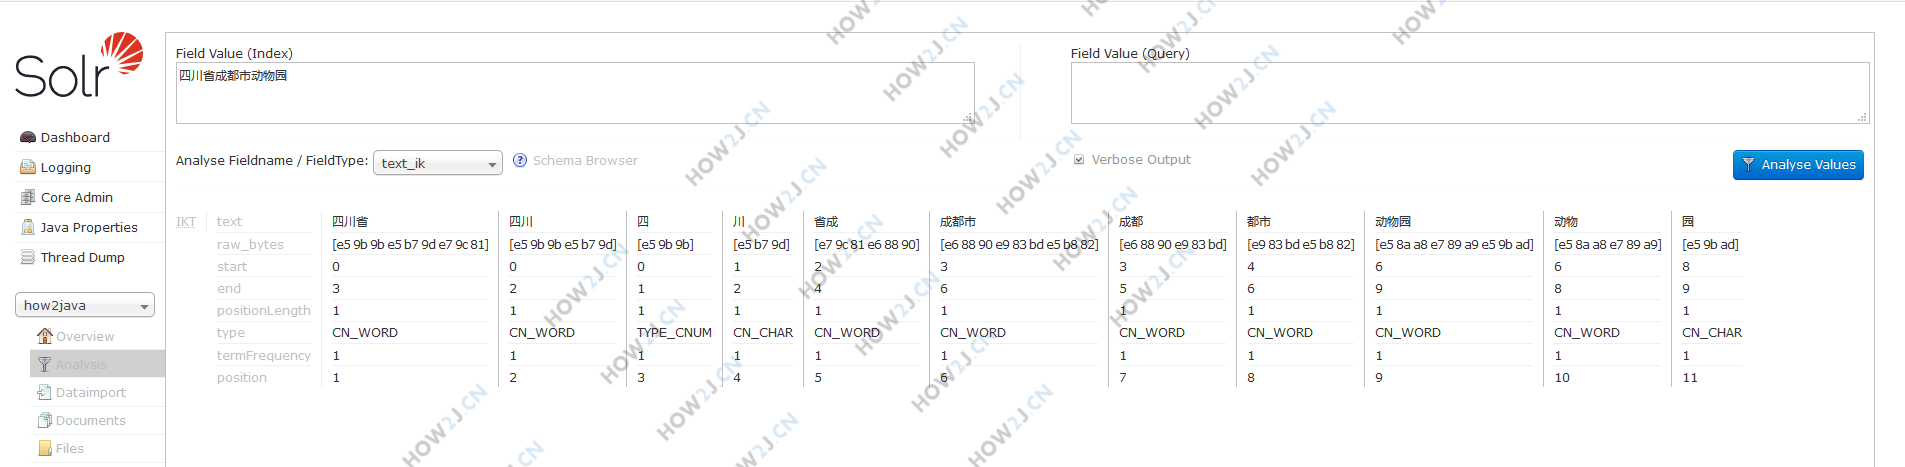 Solr
Dashboard
Logging
Core Admin
Java Properties
Thread Dump
how2java
Overview
Analysis
Dataimport
Documents
Files
Field Value (Index)
四川省成都市动物园
Field Value (Query)
Analyse Fieldname / FieldType: text_ik ? Schema Browser
Verbose Output
Analyse Values
IKT text 四川省 四川 四 川 省成 成都市 成都 都市 动物园 动物 园
raw_bytes [e5 9b 9b e5 b7 9d e7 9c 81] [e5 9b 9b e5 b7 9d] [e5 9b 9b] [e5 b7 9d] [e7 9c 81 e6 88 90] [e6 88 90 e9 83 bd e5 b8 82] [e6 88 90 e9 83 bd] [e9 83 bd e5 b8 82] [e5 8a a8 e7 89 a9 e5 9b ad] [e5 8a a8 e7 89 a9] [e5 9b ad]
start 0 0 0 1 2 3 3 4 6 6 8
end 3 2 1 2 4 6 5 6 9 8 9
positionLength 1 1 1 1 1 1 1 1 1 1 1
type CN_WORD CN_WORD TYPE_CNUM CN_CHAR CN_WORD CN_WORD CN_WORD CN_WORD CN_WORD CN_WORD CN_CHAR
termFrequency 1 1 1 1 1 1 1 1 1 1 1
position 1 2 3 4 5 6 7 8 9 10 11
HOW2J.CN